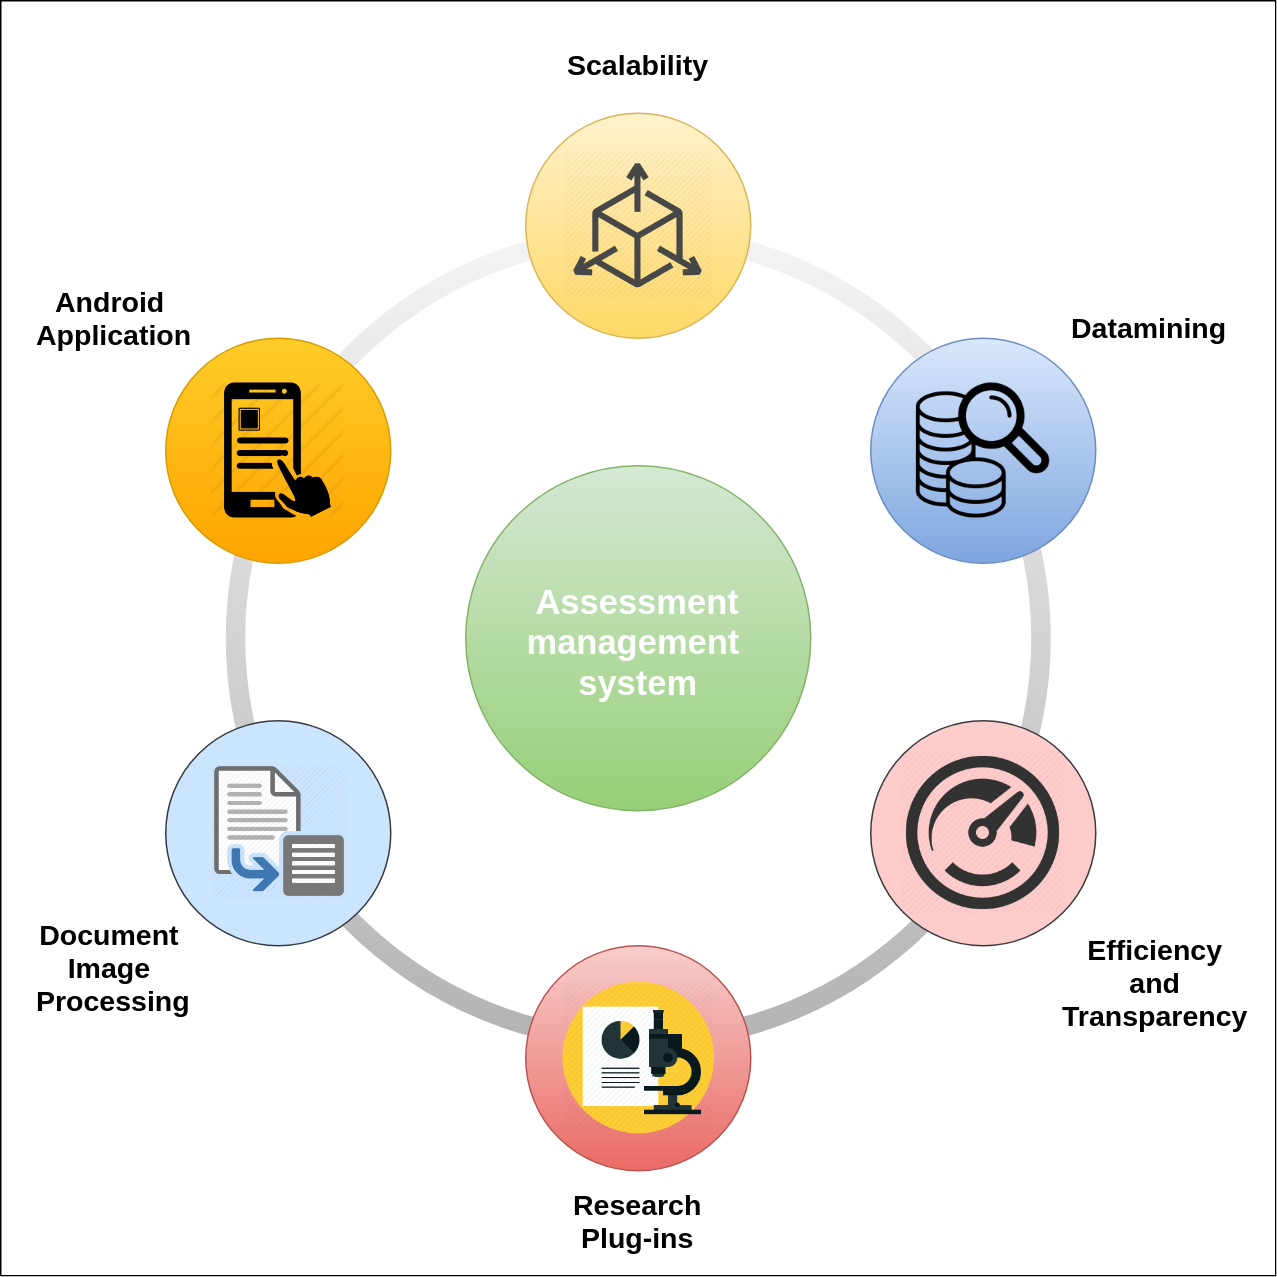 Scalability
Android
Application
Datamining
Assessment
management
system
Document
Image
Processing
Efficiency
and
Transparency
Research
Plug-ins